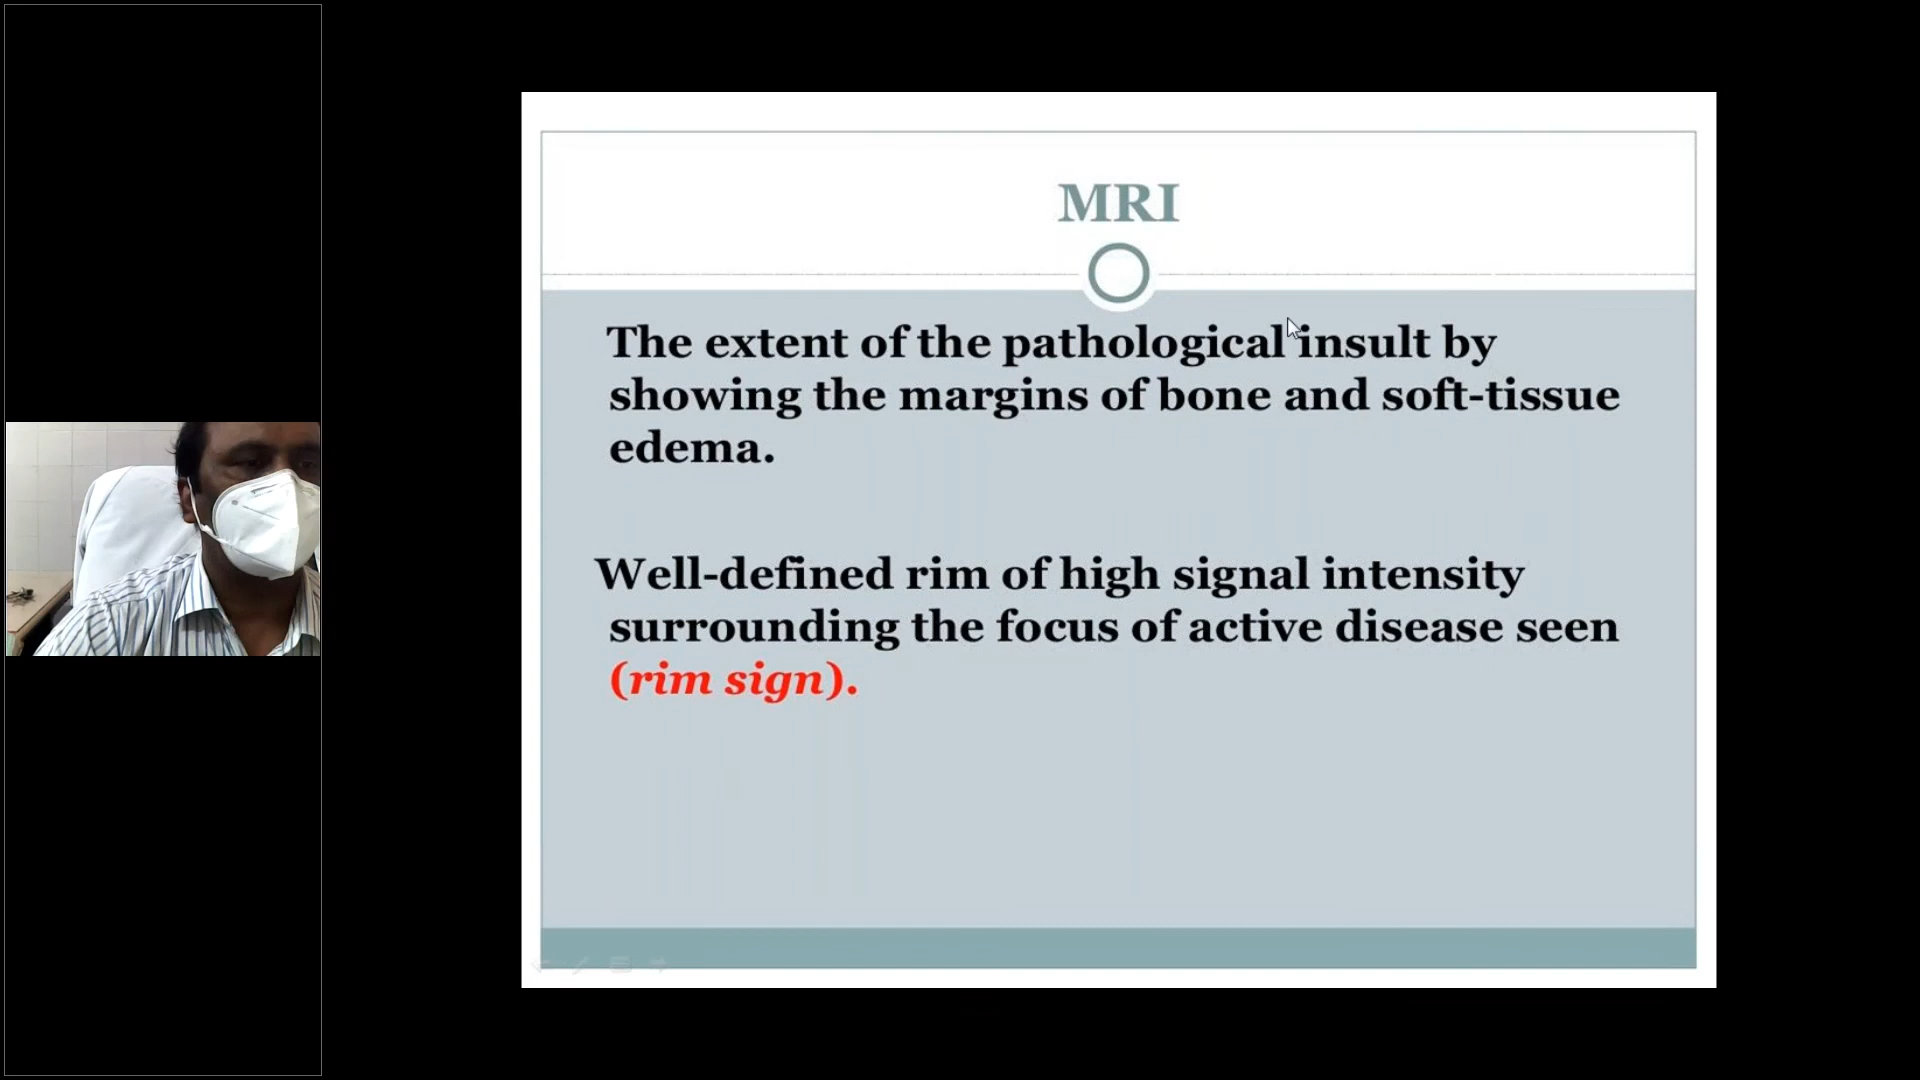 MRI
The extent of the pathological insult by
showing the margins of bone and soft-tissue
edema.
Well-defined rim of high signal intensity
surrounding the focus of active disease seen
(rim sign).